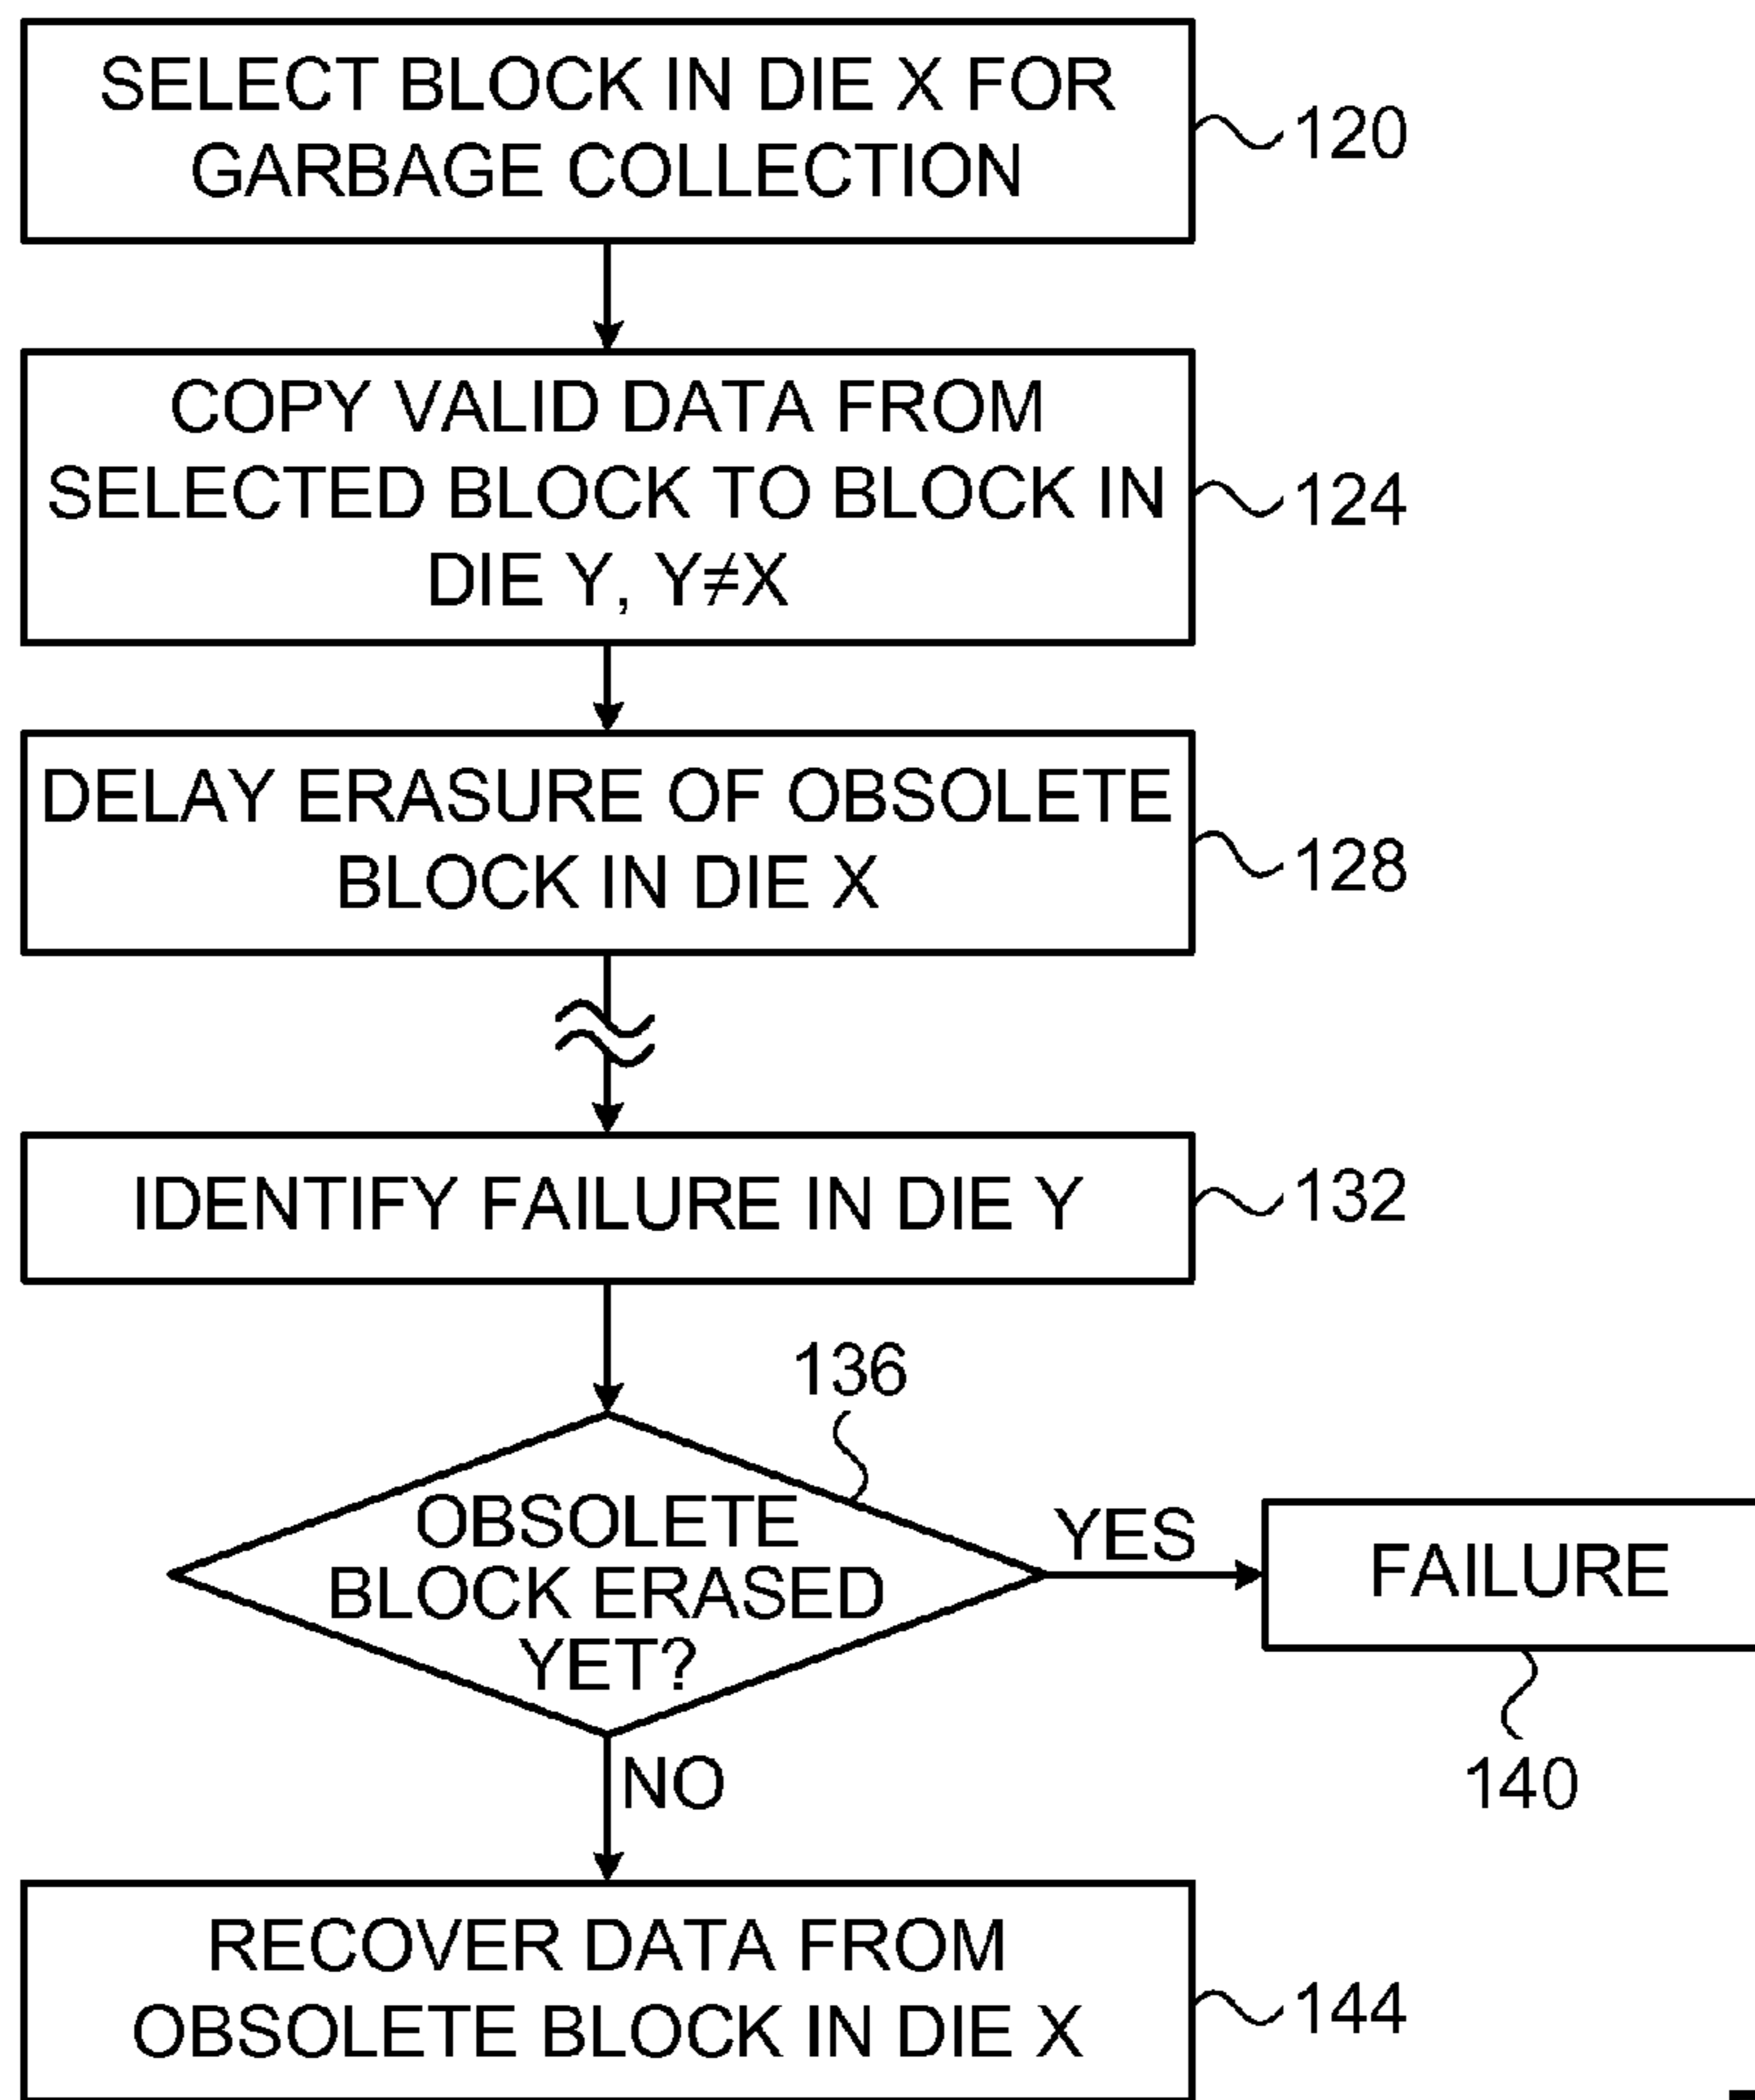 SELECT BLOCK IN DIE X FOR
GARBAGE COLLECTION
120
COPY VALID DATA FROM
SELECTED BLOCK TO BLOCK IN
DIE Y, Y≠X
124
DELAY ERASURE OF OBSOLETE
BLOCK IN DIE X
128
IDENTIFY FAILURE IN DIE Y
132
136
OBSOLETE
BLOCK ERASED
YET?
YES
FAILURE
140
NO
RECOVER DATA FROM
OBSOLETE BLOCK IN DIE X
144